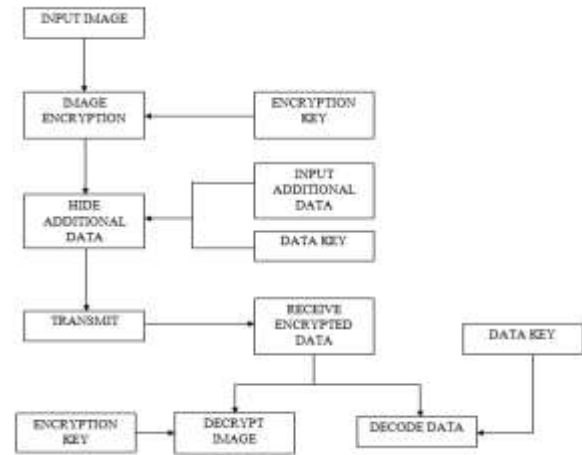 INPUT IMAGE
IMAGE
ENCRYPTION
ENCRYPTION
KEY
INPUT
ADDITIONAL
DATA
HIDE
ADDITIONAL
DATA
DATA KEY
TRANSMIT
RECEIVE
ENCRYPTED
DATA
DATA KEY
ENCRYPTION
KEY
DECRYPT
IMAGE
DECODE DATA